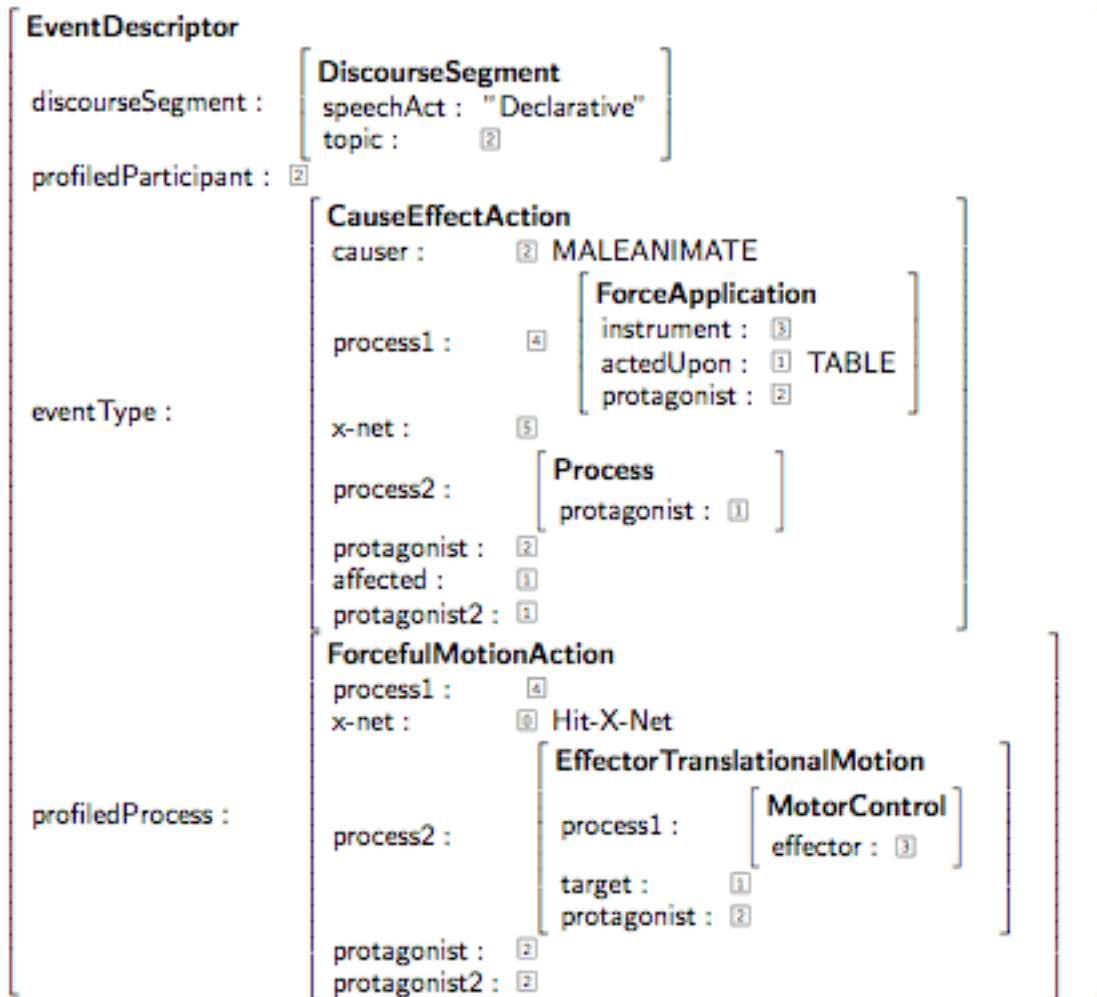 EventDescriptor
DiscourseSegment
discourseSegment :
speechAct : "Declarative"
topic : 2
profiledParticipant : 2
CauseEffectAction
causer : 2 MALEANIMATE
ForceApplication
instrument : 3
process1 : 4
actedUpon : 1 TABLE
protagonist : 2
eventType :
x-net : 5
Process
process2 :
protagonist : 1
protagonist : 2
affected : 1
protagonist2 : 1
ForcefulMotionAction
process1 : 4
x-net : 0 Hit-X-Net
EffectorTranslationalMotion
MotorControl
profiledProcess :
process1 :
process2 :
effector : 3
target : 1
protagonist : 2
protagonist : 2
protagonist2 : 2